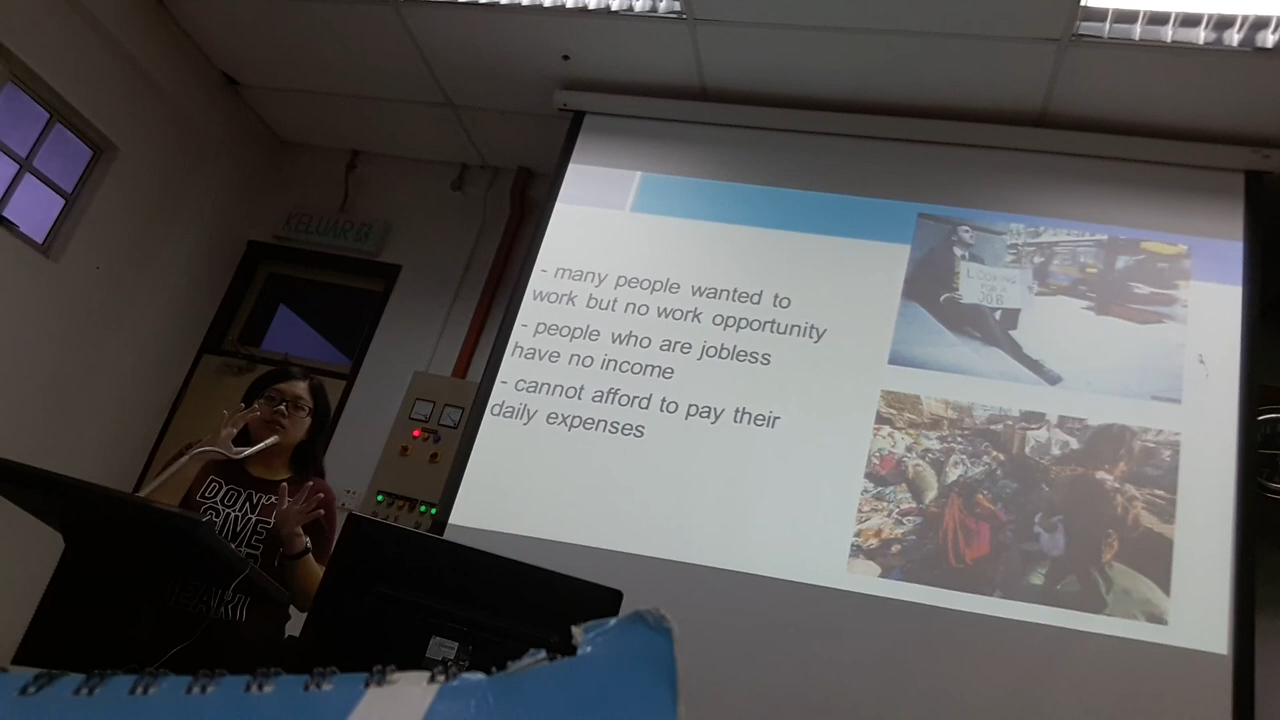 KELUAR
- many people wanted to
work but no work opportunity
- people who are jobless
have no income
- cannot afford to pay their
daily expenses
LOOKING
FOR A
JOB
DON'T
GIVE